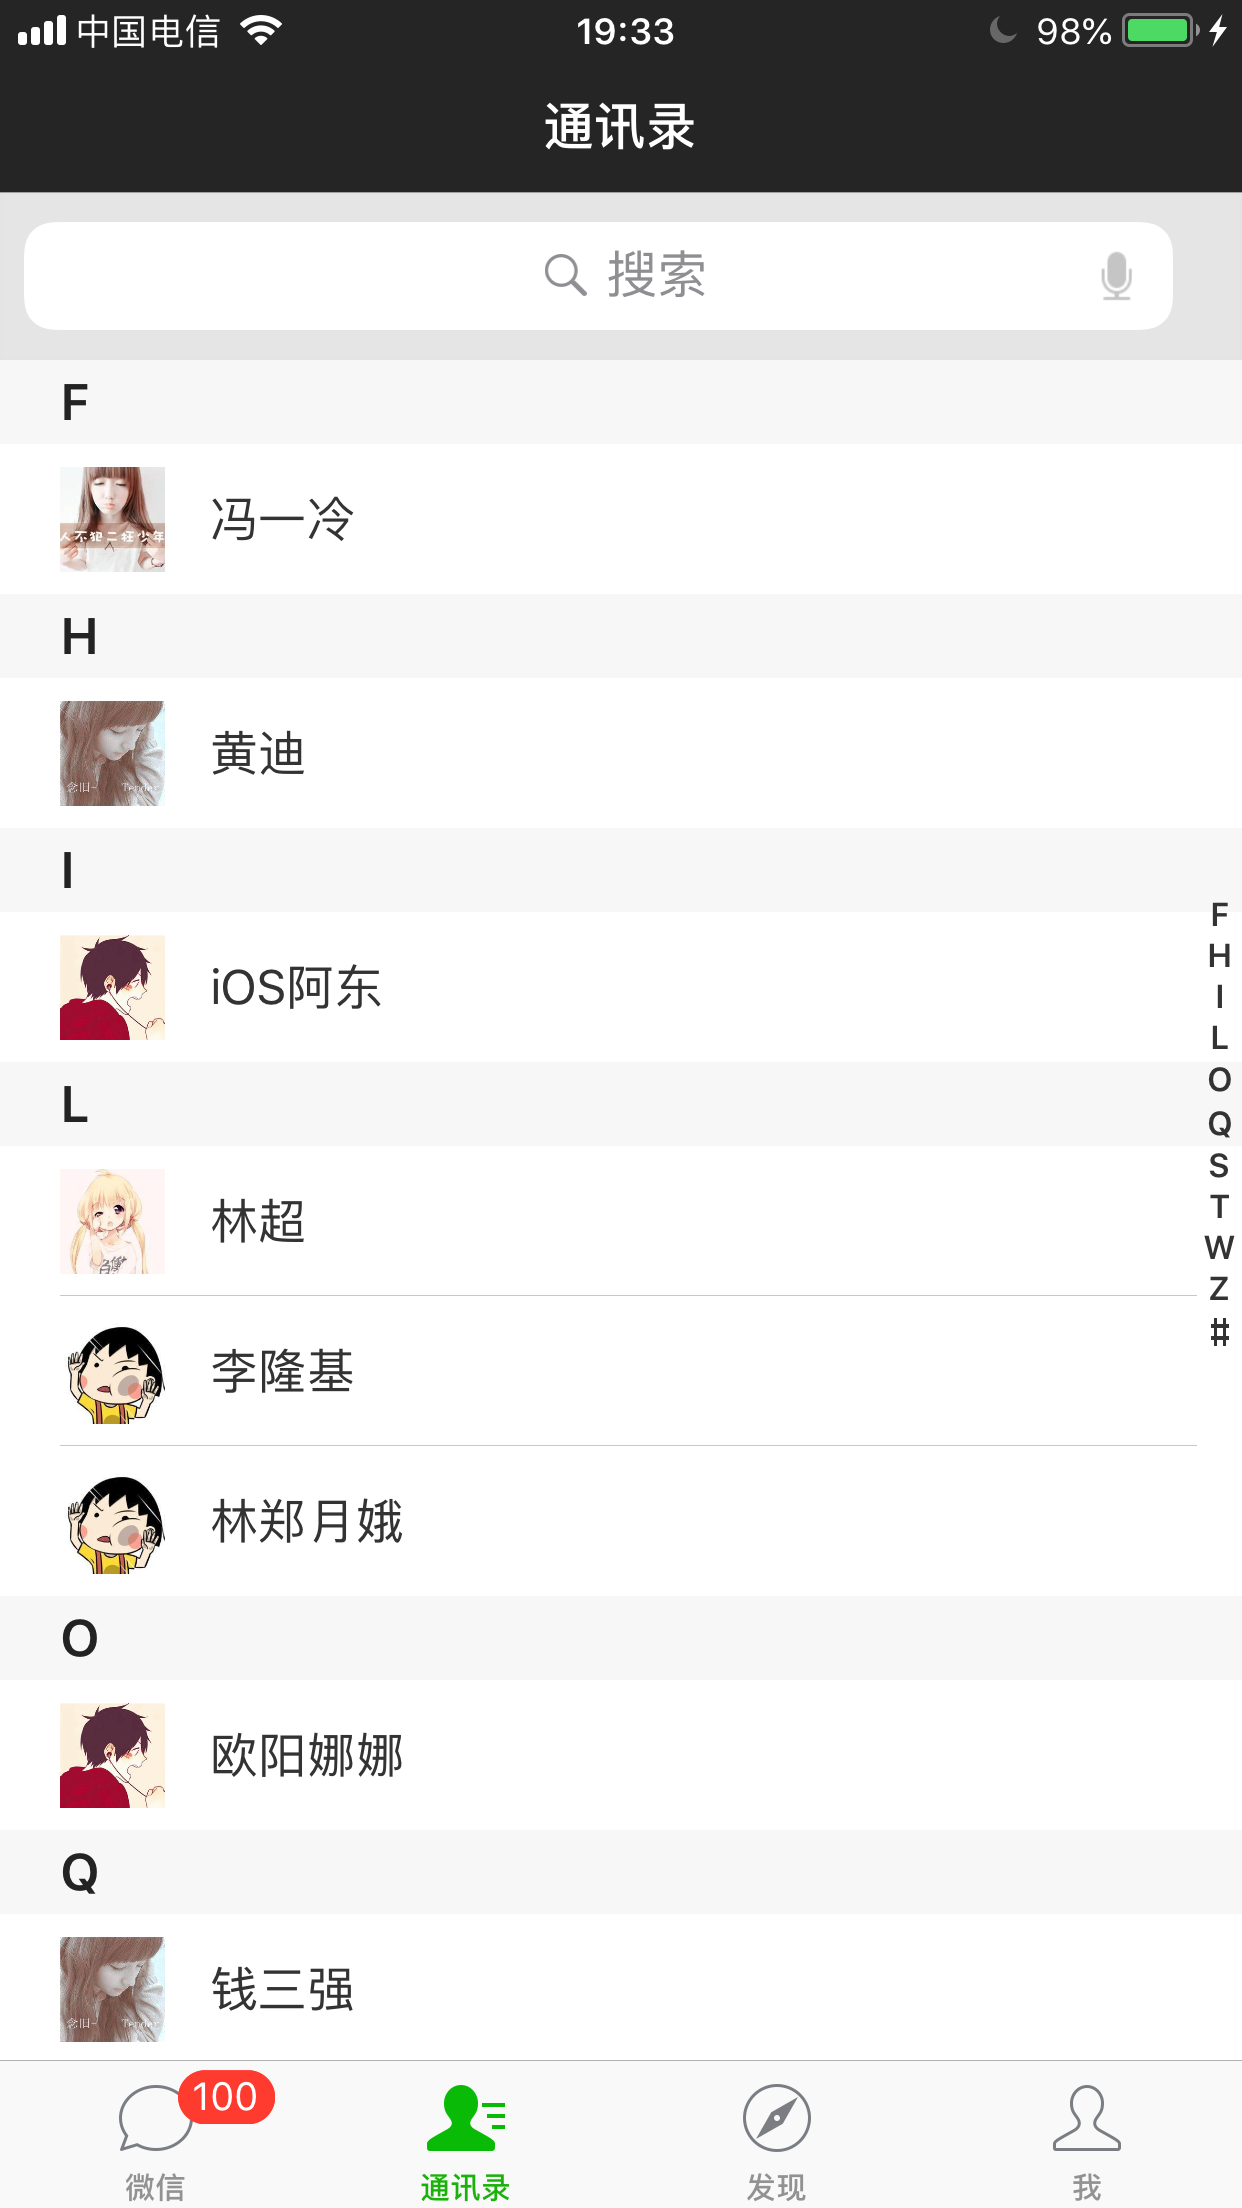 中国电信 19:33 98%
通讯录
搜索
F
人不犯二枉少年
冯一冷
H
念旧~ Tender
黄迪
I
iOS阿东
L
林超
李隆基
林郑月娥
O
欧阳娜娜
Q
念旧~ Tender
钱三强
F
H
I
L
O
Q
S
T
W
Z
#
100
微信 通讯录 发现 我